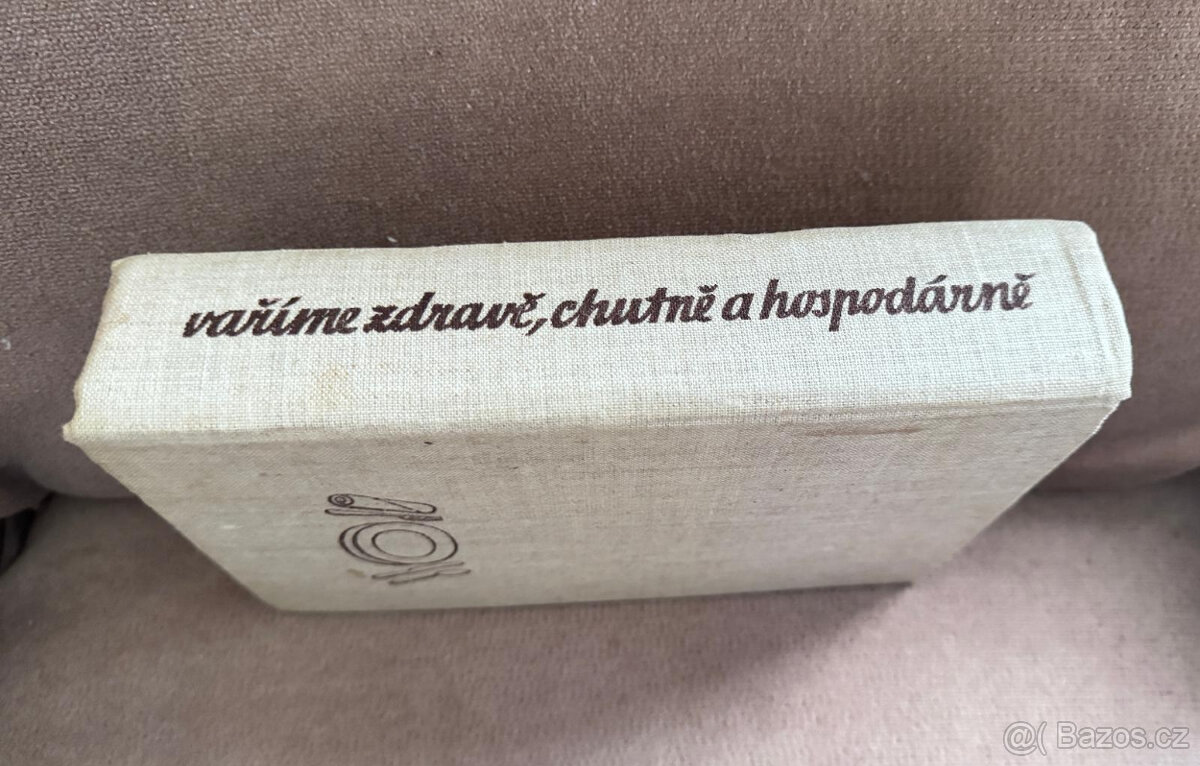 vaříme zdravě, chutně a hospodárně
@( Bazos.cz